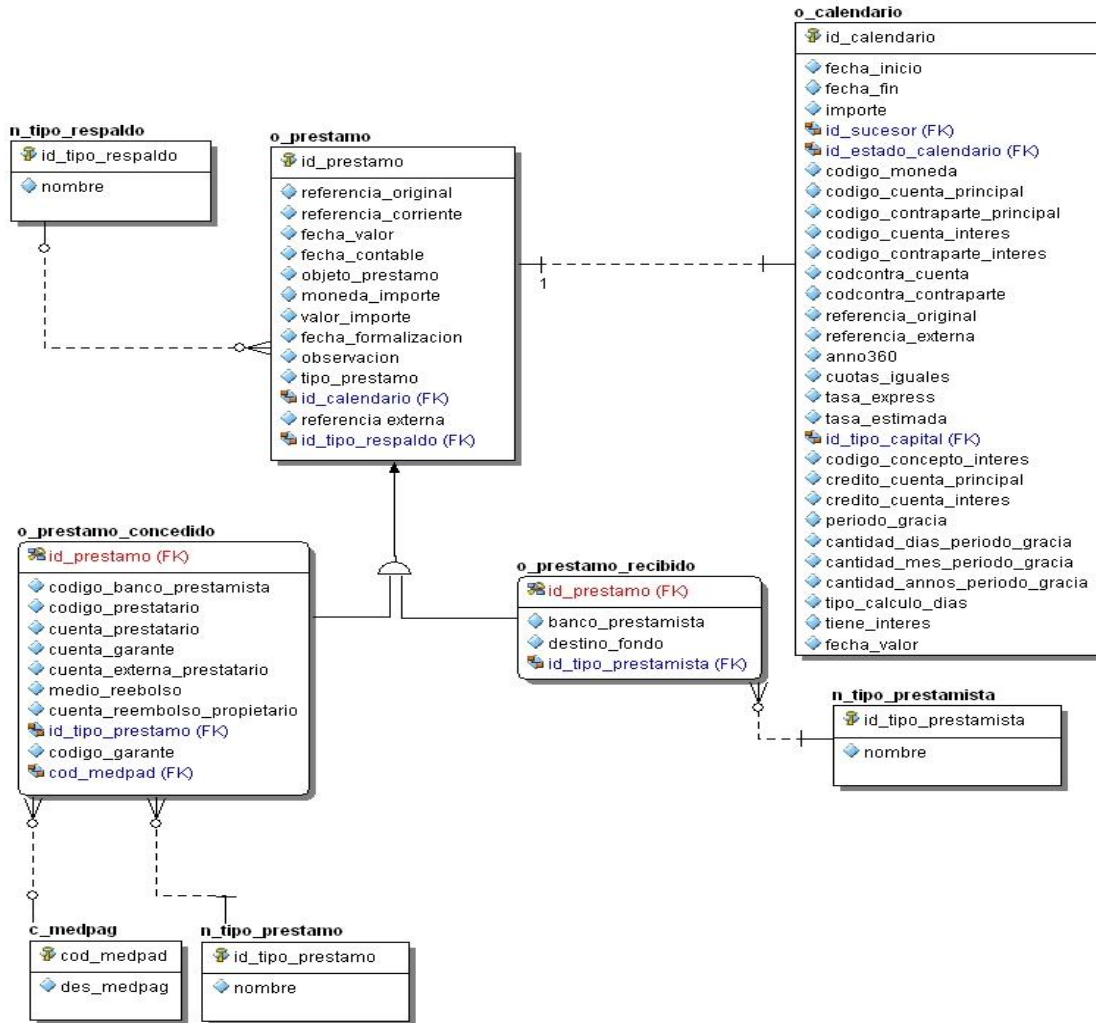 o_calendario
id_calendario
fecha_inicio
fecha_fin
importe
id_sucesor (FK)
id_estado_calendario (FK)
codigo_moneda
codigo_cuenta_principal
codigo_contraparte_principal
codigo_cuenta_interes
codigo_contraparte_interes
codcontra_cuenta
codcontra_contraparte
referencia_original
referencia_externa
anno360
cuotas_iguales
tasa_express
tasa_estimada
id_tipo_capital (FK)
codigo_concepto_interes
credito_cuenta_principal
credito_cuenta_interes
periodo_gracia
cantidad_dias_periodo_gracia
cantidad_mes_periodo_gracia
cantidad_annos_periodo_gracia
tipo_calculo_dias
tiene_interes
fecha_valor
n_tipo_respaldo
id_tipo_respaldo
nombre
o_prestamo
id_prestamo
referencia_original
referencia_corriente
fecha_valor
fecha_contable
objeto_prestamo
moneda_importe
valor_importe
fecha_formalizacion
observacion
tipo_prestamo
id_calendario (FK)
referencia externa
id_tipo_respaldo (FK)
1
o_prestamo_concedido
id_prestamo (FK)
codigo_banco_prestamista
codigo_prestatario
cuenta_prestatario
cuenta_garante
cuenta_externa_prestatario
medio_reebolso
cuenta_reembolso_propietario
id_tipo_prestamo (FK)
codigo_garante
cod_medpad (FK)
o_prestamo_recibido
id_prestamo (FK)
banco_prestamista
destino_fondo
id_tipo_prestamista (FK)
n_tipo_prestamista
id_tipo_prestamista
nombre
c_medpag
cod_medpad
des_medpag
n_tipo_prestamo
id_tipo_prestamo
nombre